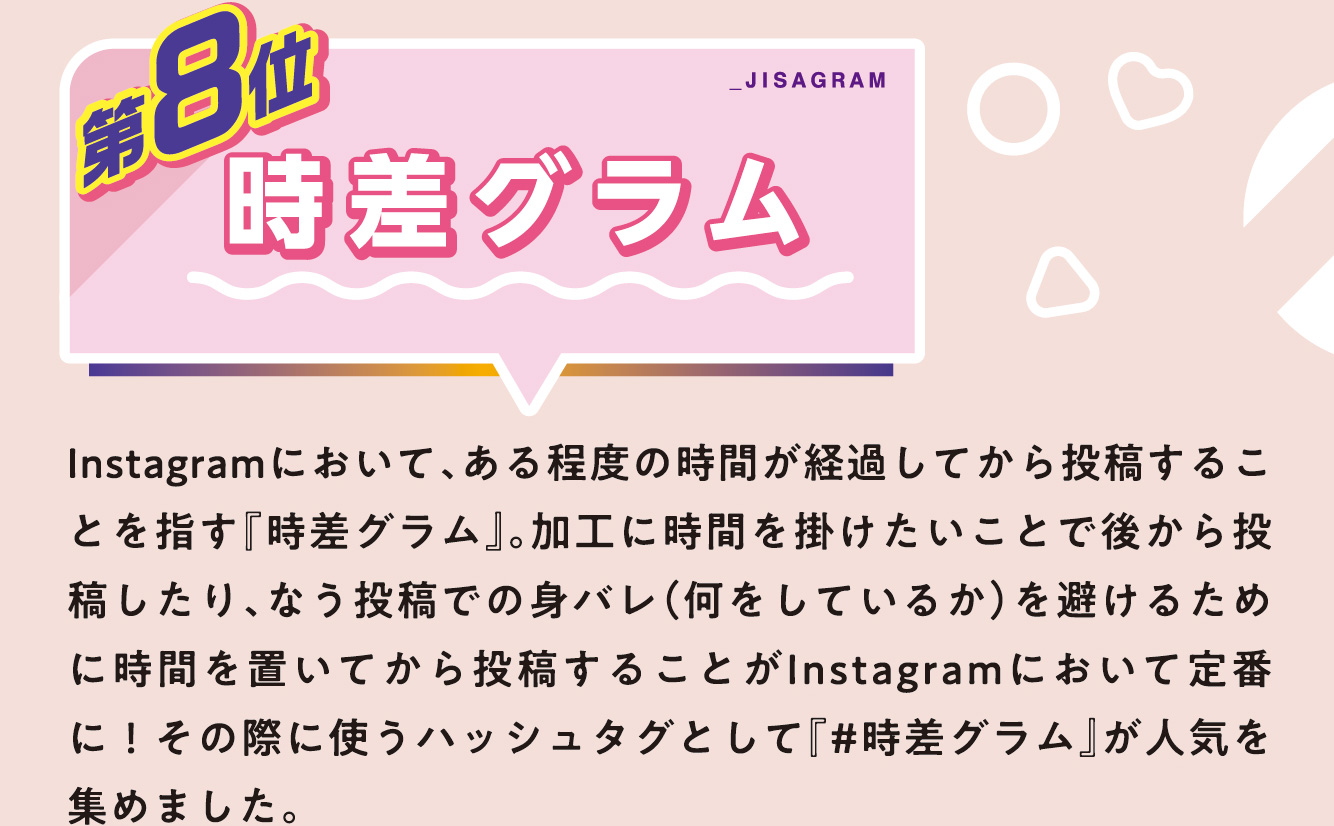 第8位
_JISAGRAM
時差グラム
Instagramにおいて、ある程度の時間が経過してから投稿するこ
とを指す『時差グラム』。加工に時間を掛けたいことで後から投
稿したり、なう投稿での身バレ（何をしているか）を避けるため
に時間を置いてから投稿することがInstagramにおいて定番
に！その際に使うハッシュタグとして『#時差グラム』が人気を
集めました。